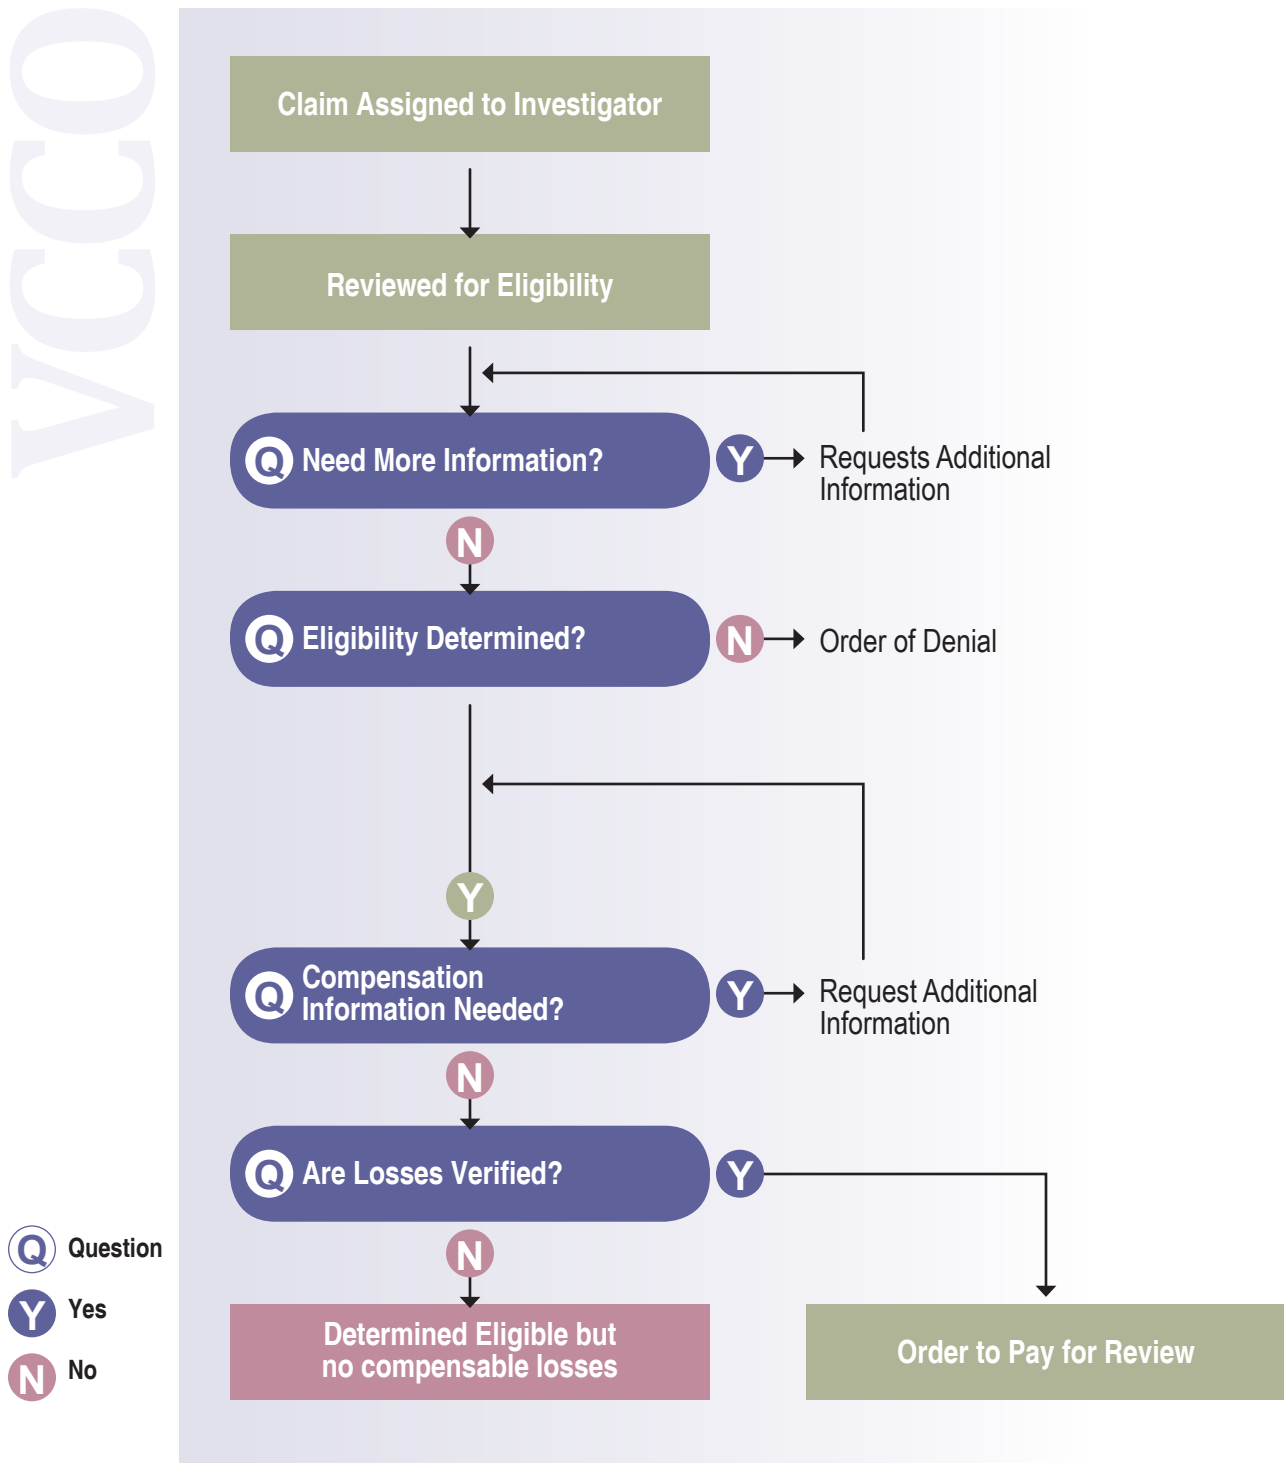 VCCO
Claim Assigned to Investigator
Reviewed for Eligibility
Q Need More Information?
Y
Requests Additional
Information
N
Q Eligibility Determined?
N
Order of Denial
Y
Q Compensation
Information Needed?
Y
Request Additional
Information
N
Q Are Losses Verified?
Y
N
Determined Eligible but
no compensable losses
Order to Pay for Review
Q Question
Y Yes
N No